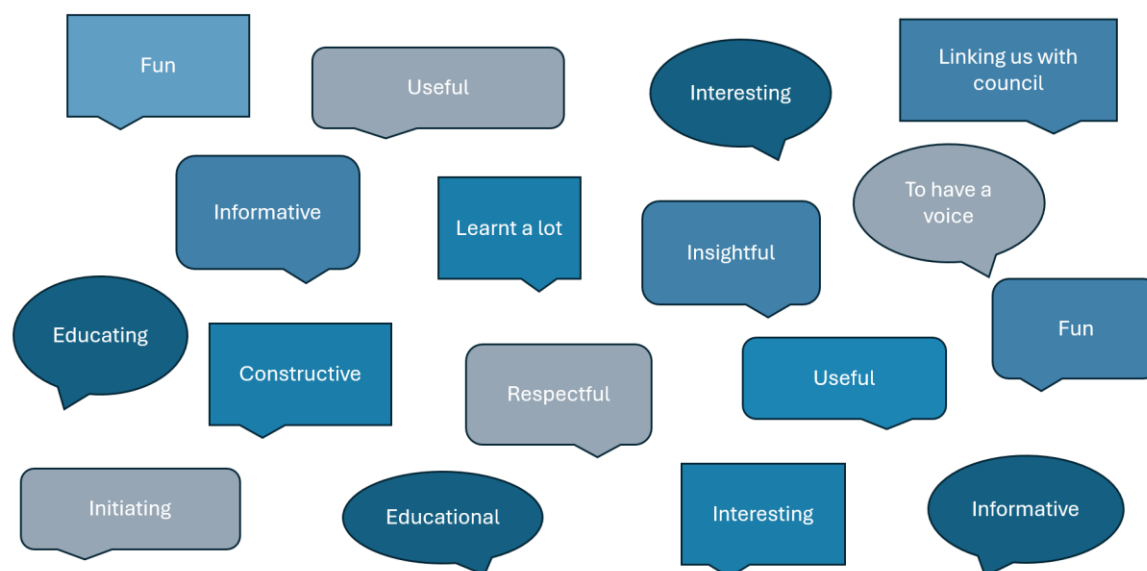 Fun
Useful
Interesting
Linking us with
council
Informative
Learnt a lot
Insightful
To have a
voice
Educating
Constructive
Respectful
Useful
Fun
Initiating
Educational
Interesting
Informative